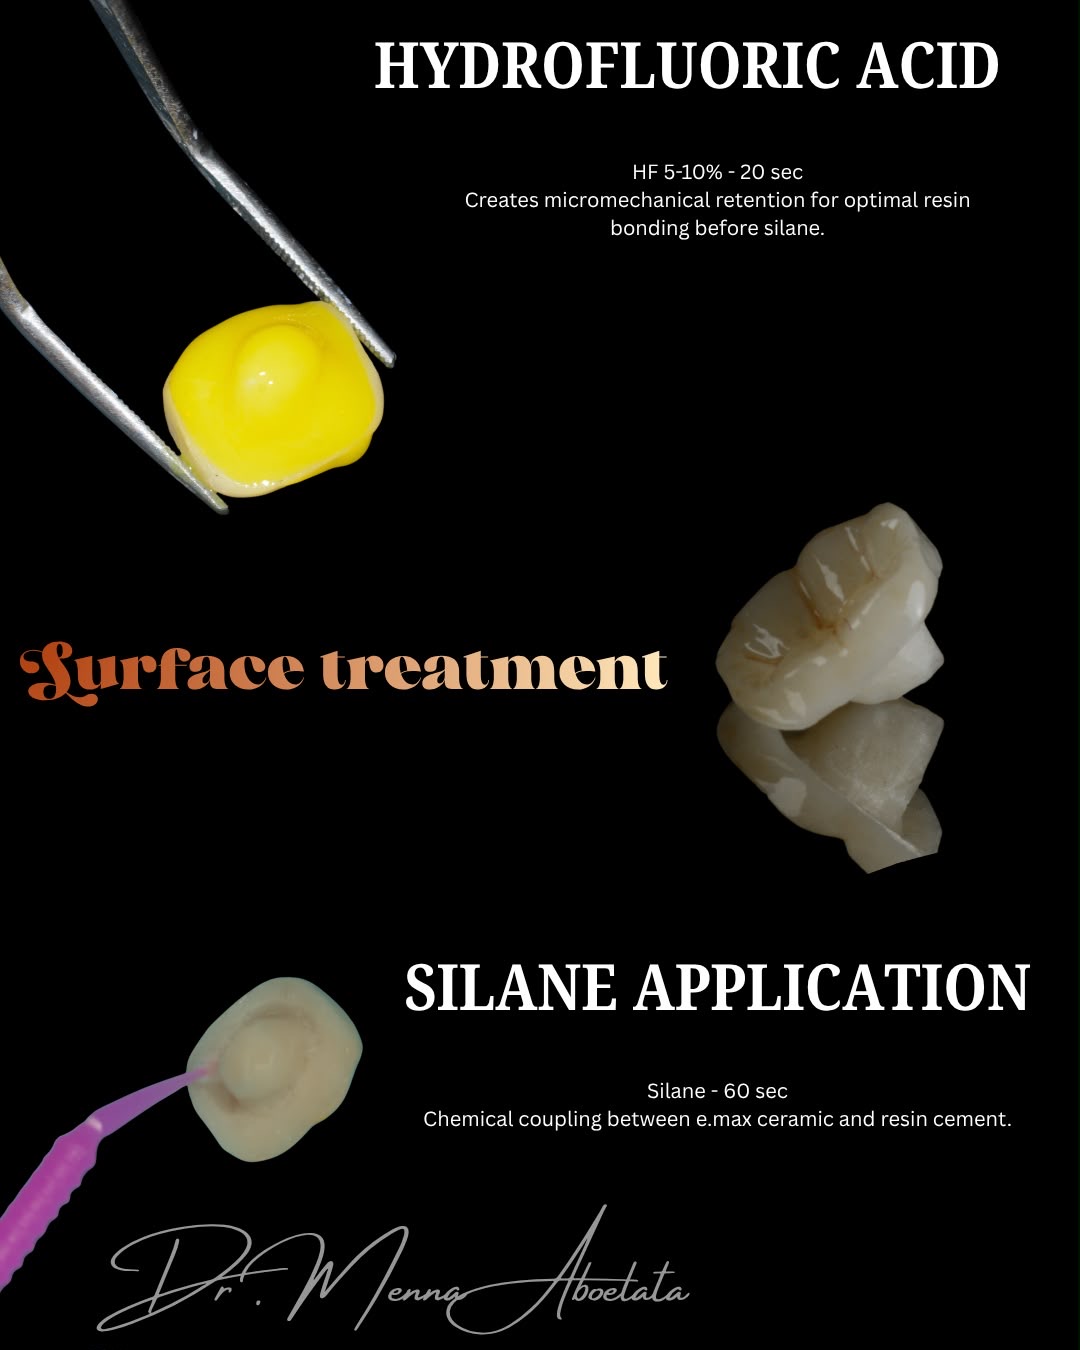 HYDROFLUORIC ACID
HF 5-10% - 20 sec
Creates micromechanical retention for optimal resin
bonding before silane.
Surface treatment
SILANE APPLICATION
Silane - 60 sec
Chemical coupling between e.max ceramic and resin cement.
Dr. Menna Aboelata